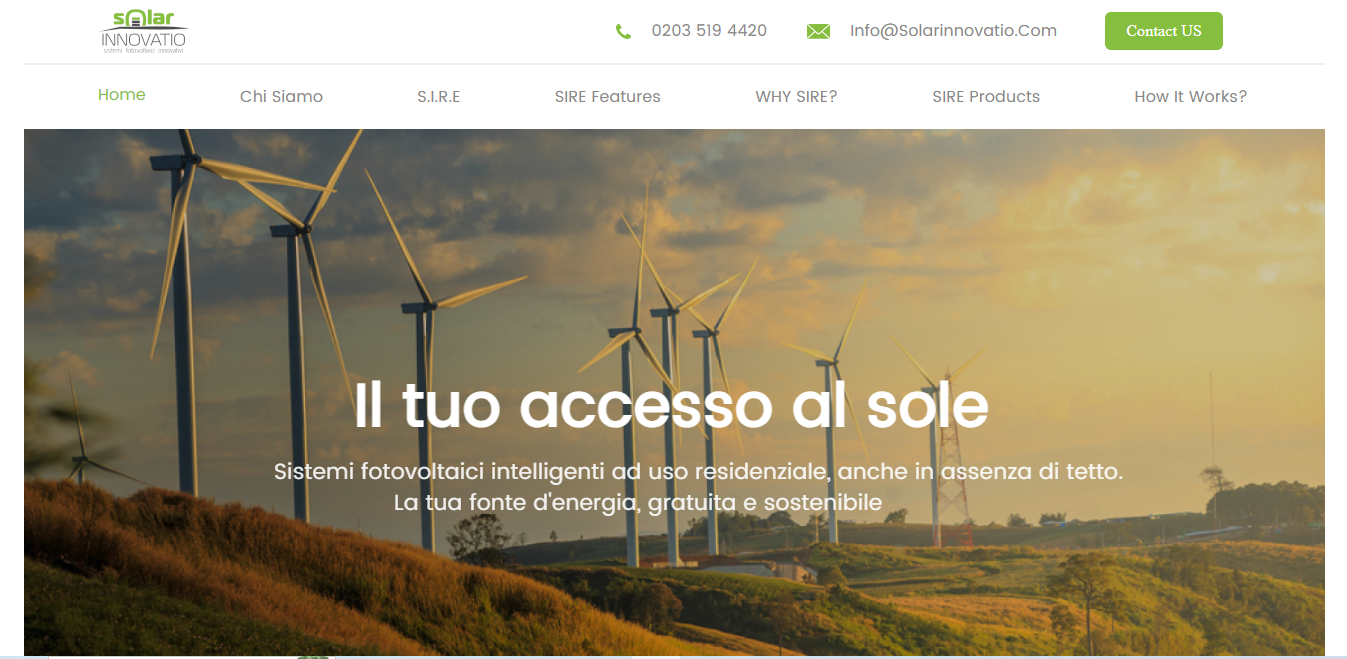 solar
INNOVATIO
sistemi fotovoltaici innovativi
0203 519 4420
Info@Solarinnovatio.Com
Contact US
Home
Chi Siamo
S.I.R.E
SIRE Features
WHY SIRE?
SIRE Products
How It Works?
Il tuo accesso al sole
Sistemi fotovoltaici intelligenti ad uso residenziale, anche in assenza di tetto.
La tua fonte d'energia, gratuita e sostenibile